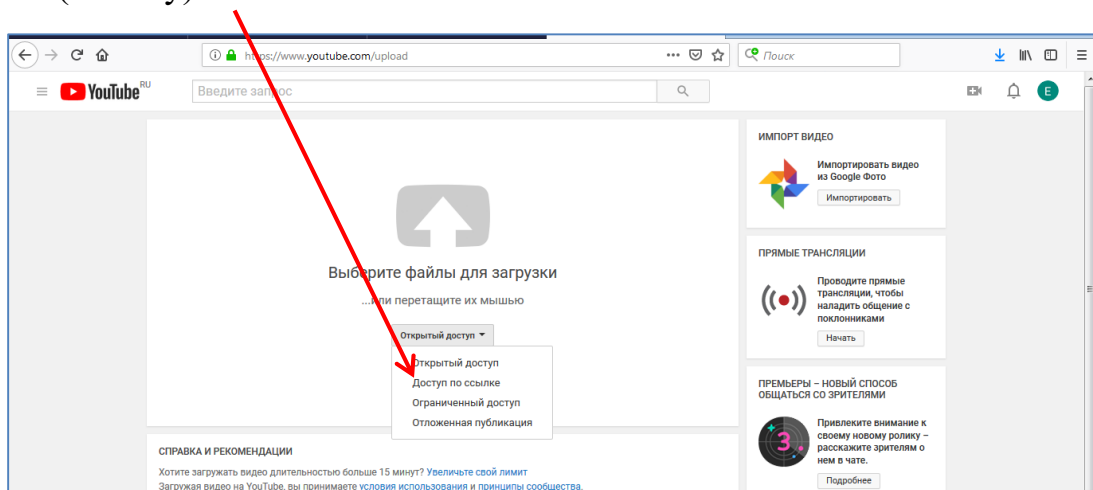 https://www.youtube.com/upload
Поиск
YouTube RU
Введите запрос
E
Выберите файлы для загрузки
...или перетащите их мышью
Открытый доступ
Открытый доступ
Доступ по ссылке
Ограниченный доступ
Отложенная публикация
СПРАВКА И РЕКОМЕНДАЦИИ
Хотите загружать видео длительностью больше 15 минут? Увеличьте свой лимит
Загружая видео на YouTube, вы принимаете условия использования и принципы сообщества.
ИМПОРТ ВИДЕО
Импортировать видео
из Google Фото
Импортировать
ПРЯМЫЕ ТРАНСЛЯЦИИ
Проводите прямые
трансляции, чтобы
наладить общение с
поклонниками
Начать
ПРЕМЬЕРЫ – НОВЫЙ СПОСОБ
ОБЩАТЬСЯ СО ЗРИТЕЛЯМИ
3
Привлеките внимание к
своему новому ролику –
расскажите зрителям о
нем в чате.
Подробнее